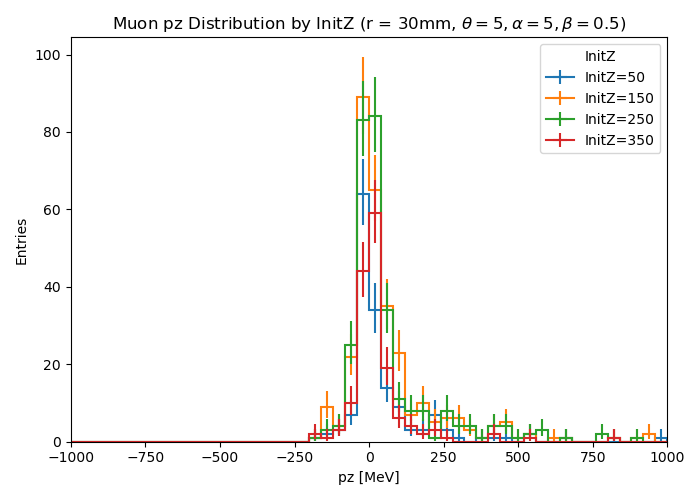 Muon pz Distribution by InitZ (r = 30mm, θ = 5, α = 5, β = 0.5)
InitZ
InitZ=50
InitZ=150
InitZ=250
InitZ=350
100
80
60
40
20
0
Entries
−1000 −750 −500 −250 0 250 500 750 1000
pz [MeV]